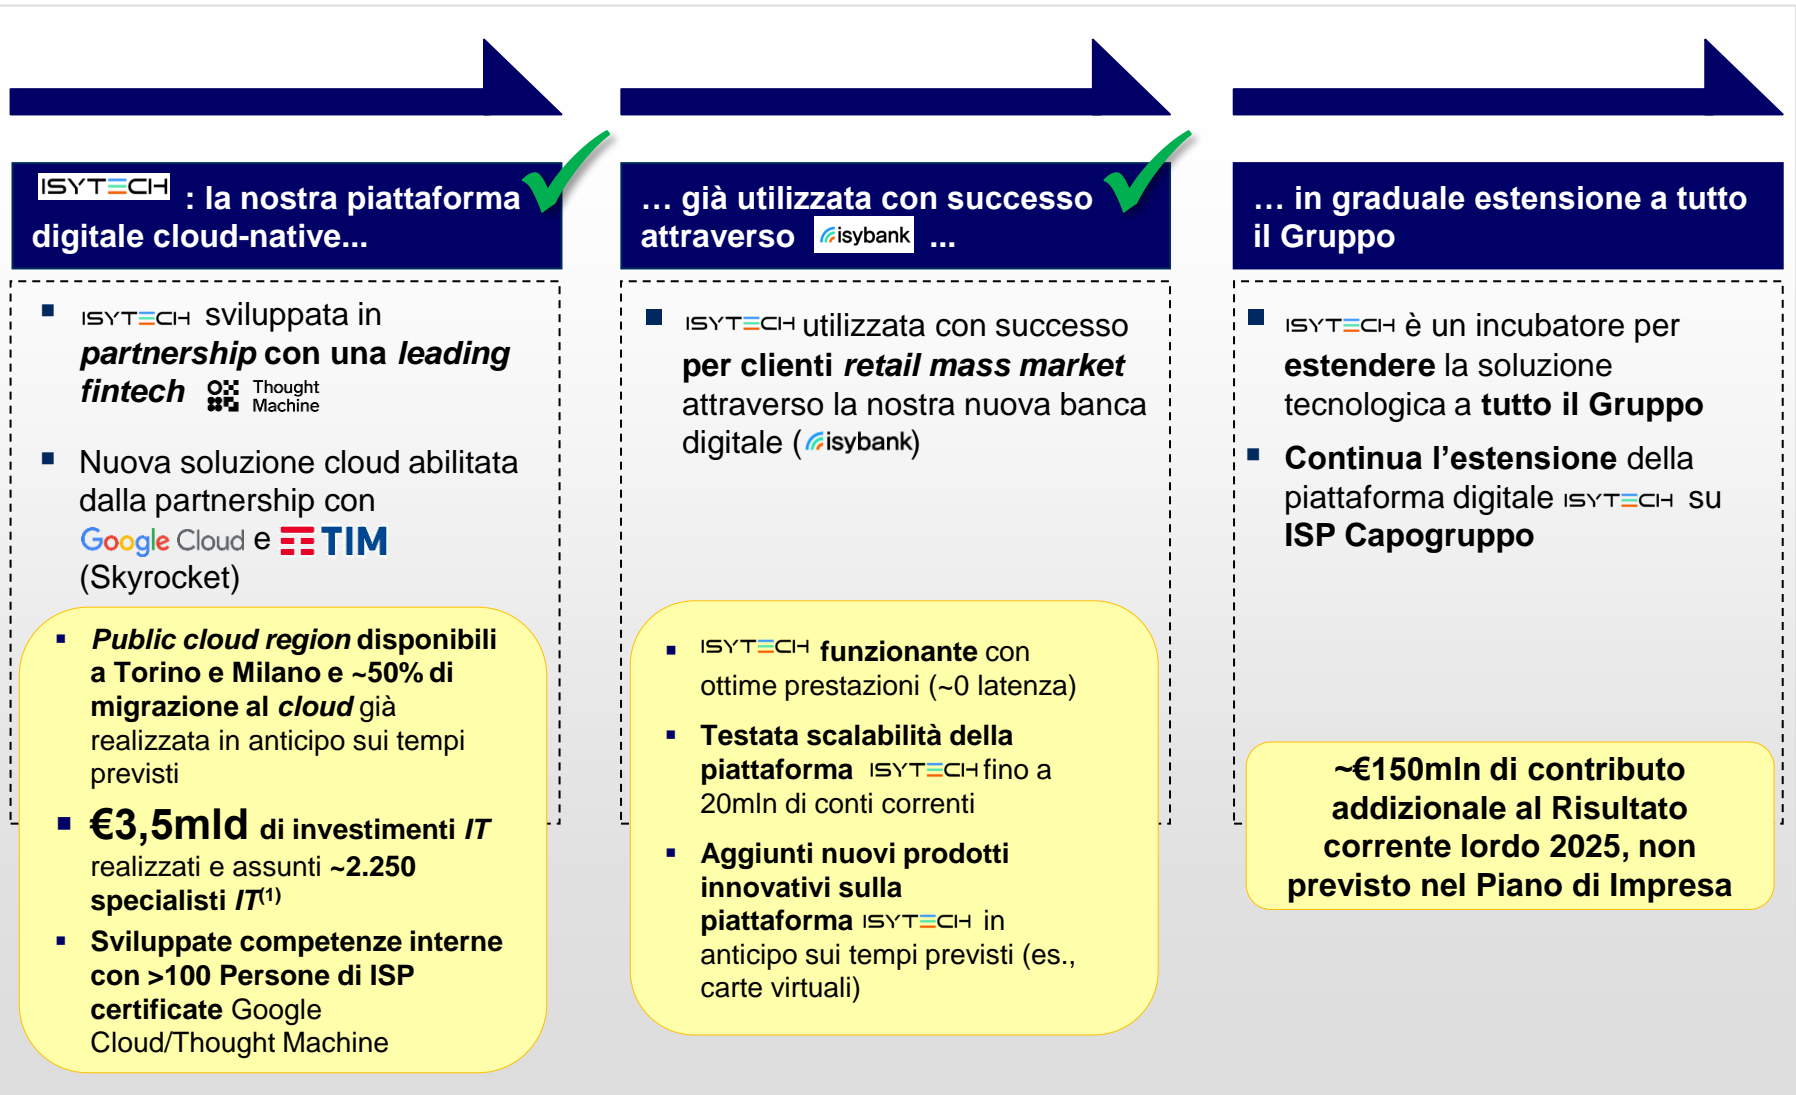 ISYTECH : la nostra piattaforma
digitale cloud-native...
ISYTECH sviluppata in
partnership con una leading
fintech Thought
Machine
Nuova soluzione cloud abilitata
dalla partnership con
Google Cloud e TIM
(Skyrocket)
Public cloud region disponibili
a Torino e Milano e ~50% di
migrazione al cloud già
realizzata in anticipo sui tempi
previsti
€3,5mld di investimenti IT
realizzati e assunti ~2.250
specialisti IT(1)
Sviluppate competenze interne
con >100 Persone di ISP
certificate Google
Cloud/Thought Machine
... già utilizzata con successo
attraverso isybank ...
ISYTECH utilizzata con successo
per clienti retail mass market
attraverso la nostra nuova banca
digitale (isybank)
ISYTECH funzionante con
ottime prestazioni (~0 latenza)
Testata scalabilità della
piattaforma ISYTECH fino a
20mln di conti correnti
Aggiunti nuovi prodotti
innovativi sulla
piattaforma ISYTECH in
anticipo sui tempi previsti (es.,
carte virtuali)
... in graduale estensione a tutto
il Gruppo
ISYTECH è un incubatore per
estendere la soluzione
tecnologica a tutto il Gruppo
Continua l’estensione della
piattaforma digitale ISYTECH su
ISP Capogruppo
~€150mln di contributo
addizionale al Risultato
corrente lordo 2025, non
previsto nel Piano di Impresa